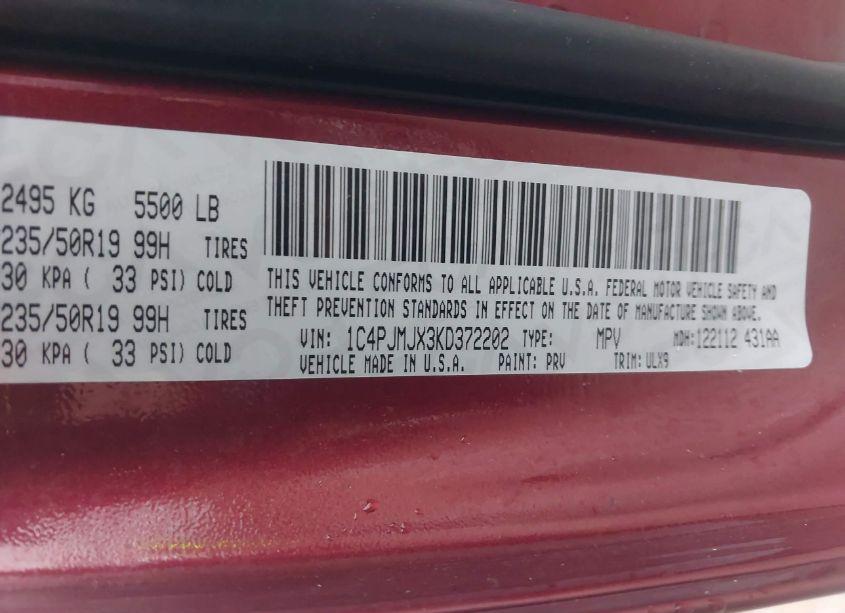 2495 KG 5500 LB
235/50R19 99H TIRES
30 KPA ( 33 PSI) COLD
235/50R19 99H TIRES
30 KPA ( 33 PSI) COLD
THIS VEHICLE CONFORMS TO ALL APPLICABLE U.S.A. FEDERAL MOTOR VEHICLE SAFETY AND
THEFT PREVENTION STANDARDS IN EFFECT ON THE DATE OF MANUFACTURE SHOWN ABOVE.
VIN: 1C4PJMJX3KD372202 TYPE: MPV MDH: 122112 431AA
VEHICLE MADE IN U.S.A. PAINT: PRV TRIM: ULX9